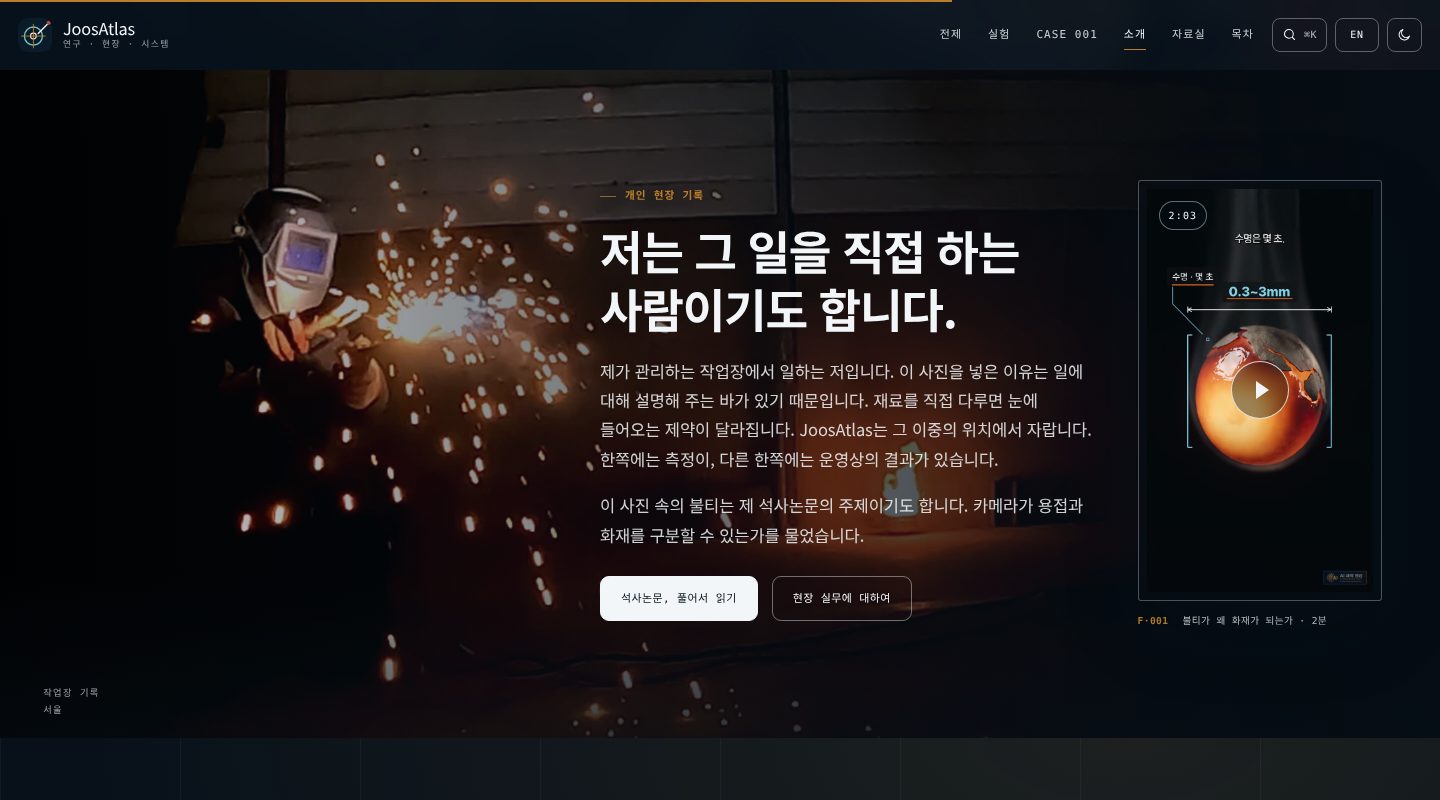 JoosAtlas
연구 · 현장 · 시스템
전제
실험
CASE 001
소개
자료실
목차
⌘K
EN
개인 현장 기록
저는 그 일을 직접 하는
사람이기도 합니다.
제가 관리하는 작업장에서 일하는 저입니다. 이 사진을 넣은 이유는 일에
대해 설명해 주는 바가 있기 때문입니다. 재료를 직접 다루면 눈에
들어오는 제약이 달라집니다. JoosAtlas는 그 이중의 위치에서 자랍니다.
한쪽에는 측정이, 다른 한쪽에는 운영상의 결과가 있습니다.
이 사진 속의 불티는 제 석사논문의 주제이기도 합니다. 카메라가 용접과
화재를 구분할 수 있는가를 물었습니다.
석사논문, 풀어서 읽기
현장 실무에 대하여
2:03
수명은 몇 초.
수명 · 몇 초
0.3~3mm
F·001 불티가 왜 화재가 되는가 · 2분
작업장 기록
서울